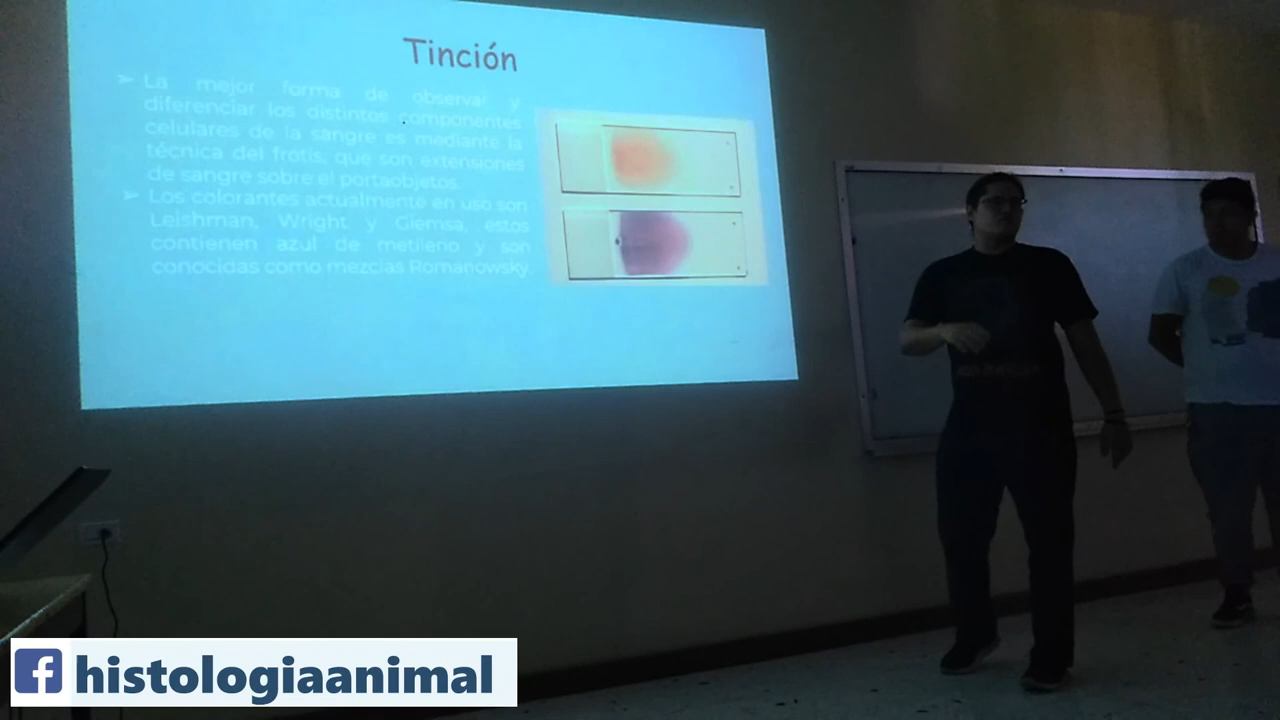 Tinción
➢ La mejor forma de observar y
diferenciar los distintos componentes
celulares de la sangre es mediante la
técnica del frotis, que son extensiones
de sangre sobre el portaobjetos.
➢ Los colorantes actualmente en uso son
Leishman, Wright y Giemsa, estos
contienen azul de metileno y son
conocidas como mezclas Romanowsky.
histologiaanimal